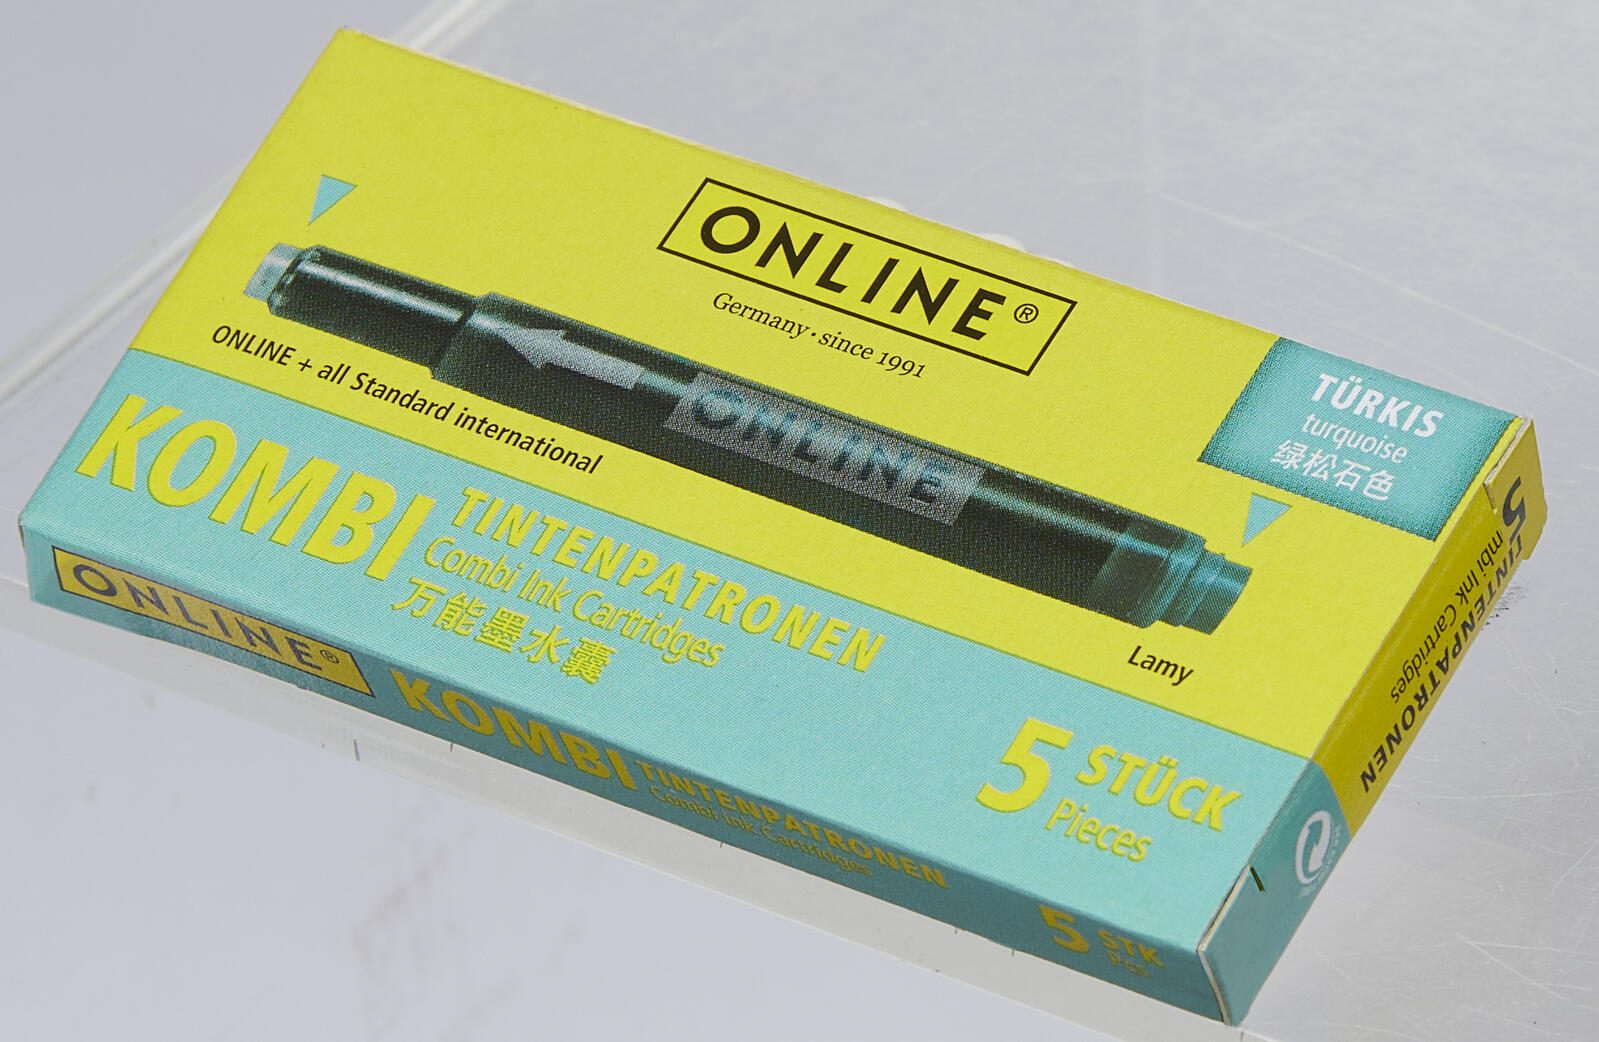 ONLINE®
Germany · since 1991
TÜRKIS
turquoise
绿松石色
ONLINE
ONLINE + all Standard international
Lamy
KOMBI
TINTENPATRONEN
Combi Ink Cartridges
万能墨水囊
5 STÜCK
Pieces
ONLINE®
KOMBI
TINTENPATRONEN
Combi Ink Cartridges
5 STK
Pcs
5
TINTENPATRONEN
mbi Ink Cartridges